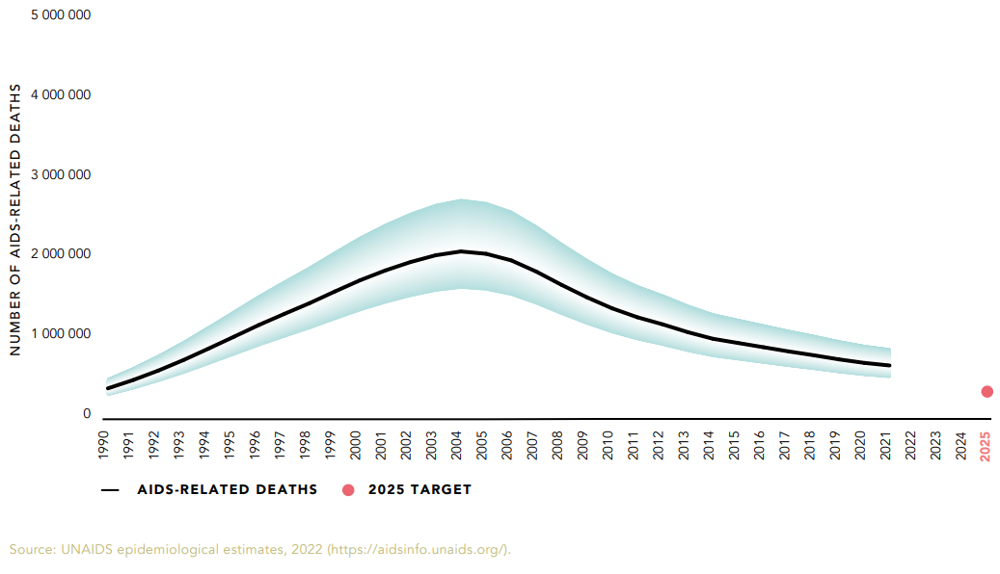 5 000 000
4 000 000
3 000 000
2 000 000
1 000 000
0
NUMBER OF AIDS-RELATED DEATHS
1990 1991 1992 1993 1994 1995 1996 1997 1998 1999 2000 2001 2002 2003 2004 2005 2006 2007 2008 2009 2010 2011 2012 2013 2014 2015 2016 2017 2018 2019 2020 2021 2022 2023 2024 2025
AIDS-RELATED DEATHS 2025 TARGET
Source: UNAIDS epidemiological estimates, 2022 (https://aidsinfo.unaids.org/).